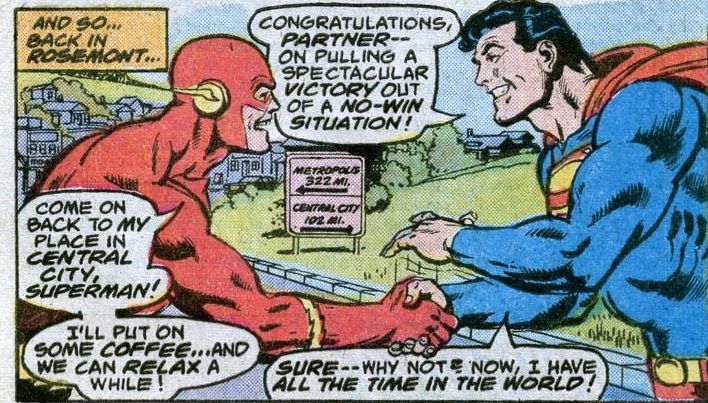 AND SO...
BACK IN
ROSEMONT...
CONGRATULATIONS,
PARTNER--
ON PULLING A
SPECTACULAR
VICTORY OUT
OF A NO-WIN
SITUATION!
METROPOLIS
322 MI.
CENTRAL CITY
102 MI.
COME ON
BACK TO MY
PLACE IN
CENTRAL
CITY,
SUPERMAN!
I'LL PUT ON
SOME COFFEE...AND
WE CAN RELAX A
WHILE!
SURE--WHY NOT? NOW, I HAVE
ALL THE TIME IN THE WORLD!